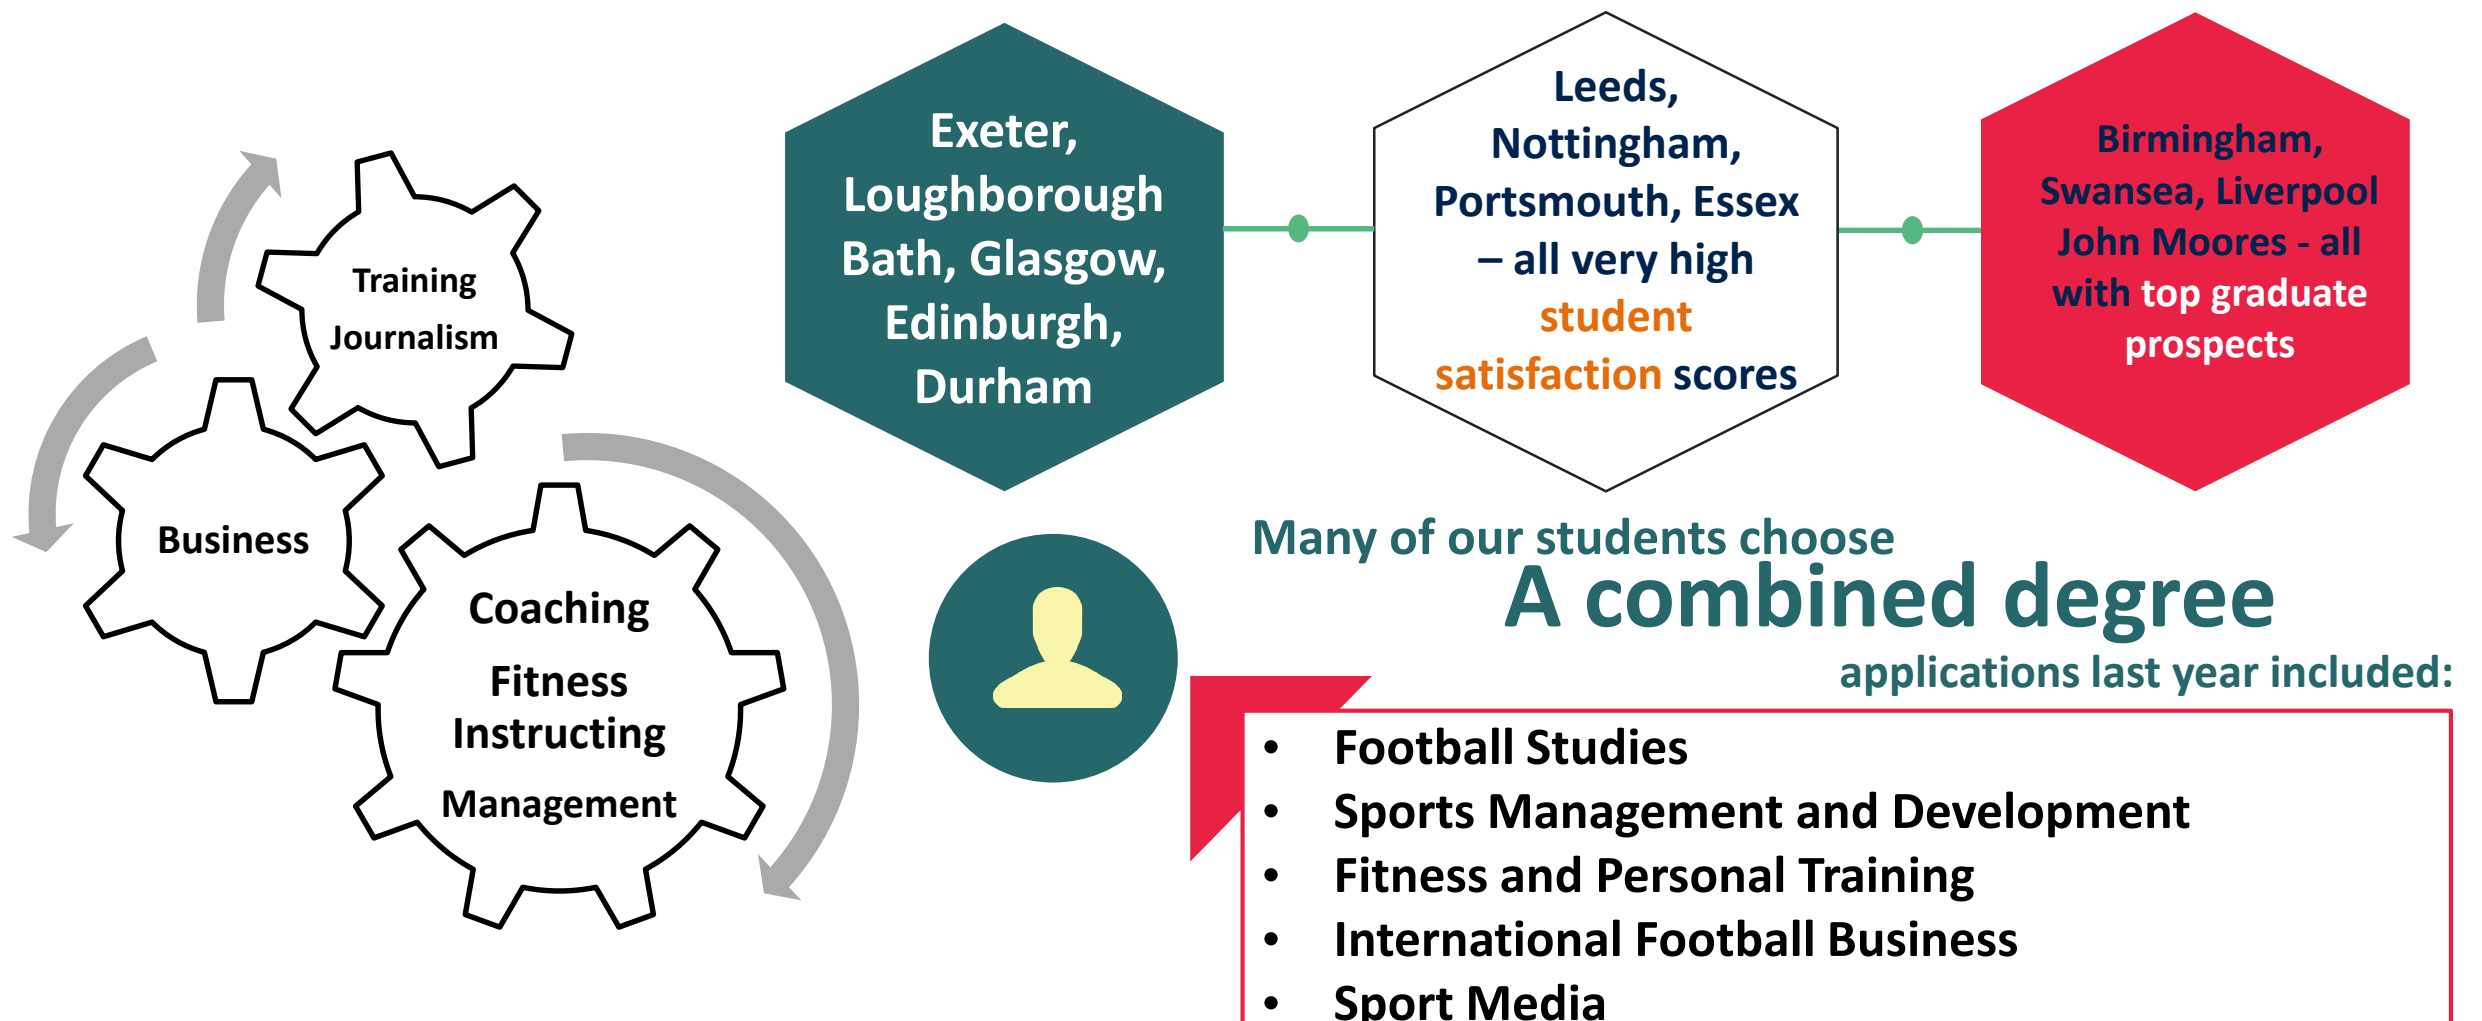 Training
Journalism
Business
Coaching
Fitness
Instructing
Management
Exeter,
Loughborough
Bath, Glasgow,
Edinburgh,
Durham
Leeds,
Nottingham,
Portsmouth, Essex
– all very high
student
satisfaction scores
Birmingham,
Swansea, Liverpool
John Moores - all
with top graduate
prospects
Many of our students choose
A combined degree
applications last year included:
• Football Studies
• Sports Management and Development
• Fitness and Personal Training
• International Football Business
• Sport Media